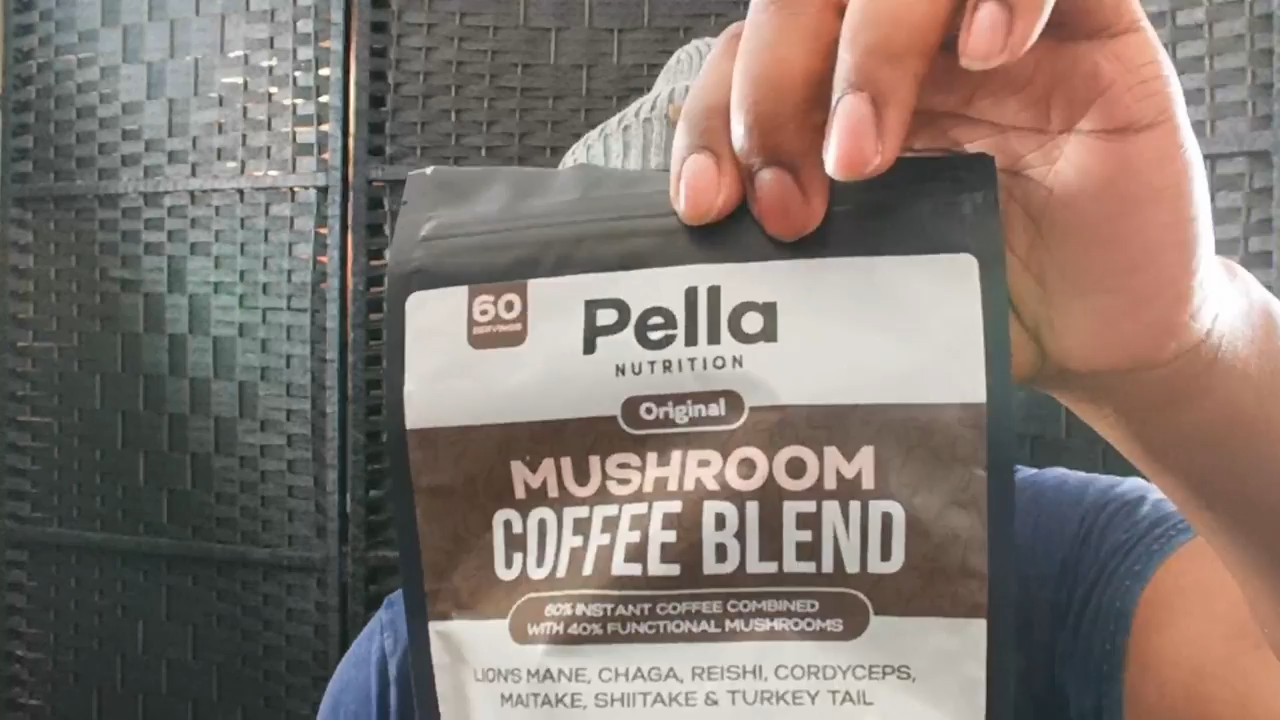 60
SERVINGS
Pella
NUTRITION
Original
MUSHROOM
COFFEE BLEND
60% INSTANT COFFEE COMBINED
WITH 40% FUNCTIONAL MUSHROOMS
LION'S MANE, CHAGA, REISHI, CORDYCEPS,
MAITAKE, SHIITAKE & TURKEY TAIL